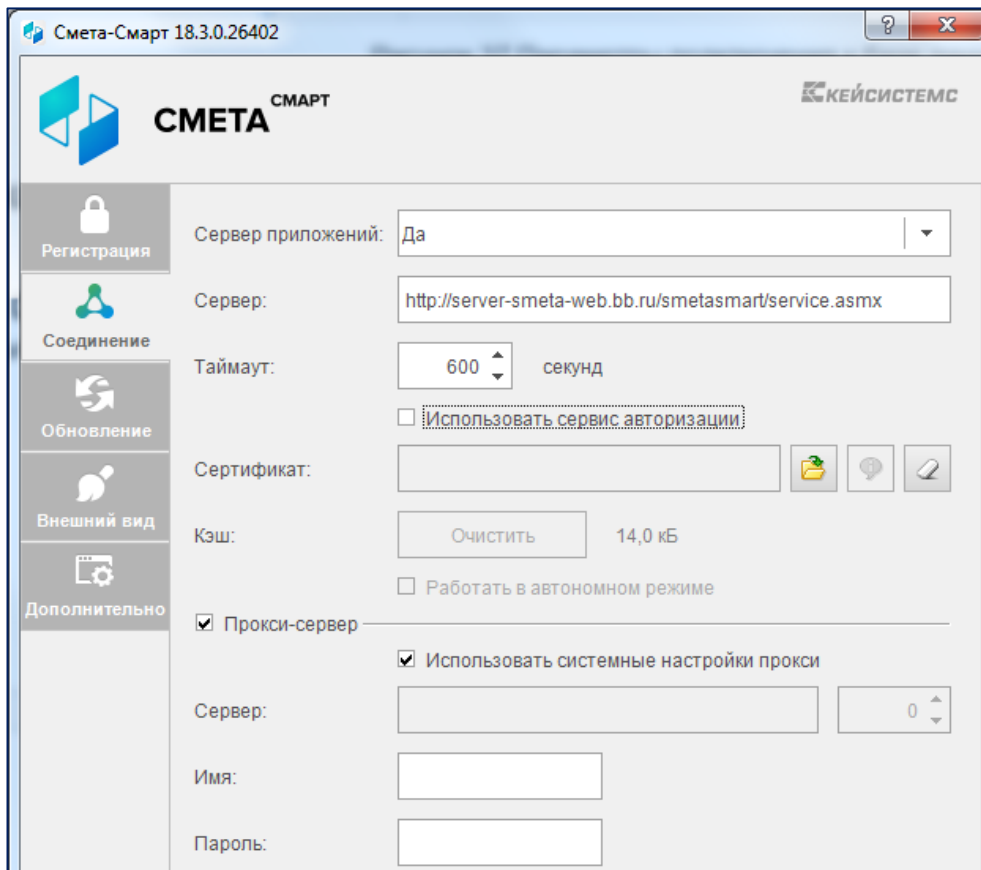 Смета-Смарт 18.3.0.26402
?
СМЕТА СМАРТ
КЕЙСИСТЕМС
Регистрация
Сервер приложений: Да
Соединение
Сервер: http://server-smeta-web.bb.ru/smetasmart/service.asmx
Таймаут: 600 секунд
Использовать сервис авторизации
Обновление
Сертификат:
Внешний вид
Кэш: Очистить 14,0 кБ
Работать в автономном режиме
Дополнительно
Прокси-сервер
Использовать системные настройки прокси
Сервер: 0
Имя:
Пароль: